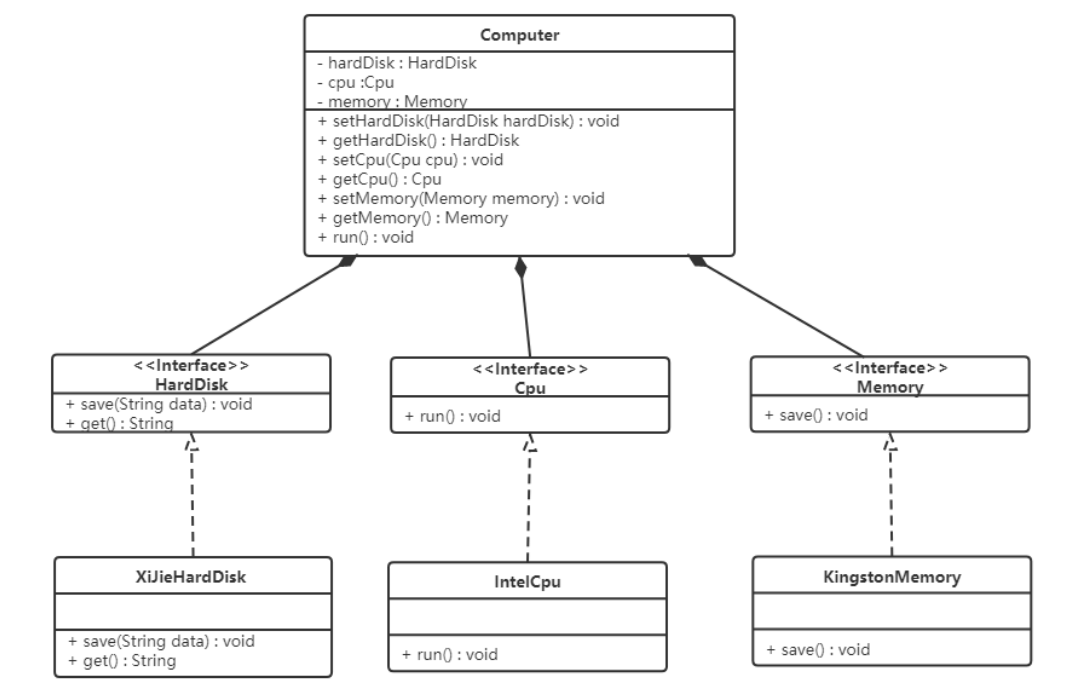 Computer
- hardDisk : HardDisk
- cpu :Cpu
- memory : Memory
+ setHardDisk(HardDisk hardDisk) : void
+ getHardDisk() : HardDisk
+ setCpu(Cpu cpu) : void
+ getCpu() : Cpu
+ setMemory(Memory memory) : void
+ getMemory() : Memory
+ run() : void
<<Interface>>
HardDisk
+ save(String data) : void
+ get() : String
<<Interface>>
Cpu
+ run() : void
<<Interface>>
Memory
+ save() : void
XiJieHardDisk
+ save(String data) : void
+ get() : String
IntelCpu
+ run() : void
KingstonMemory
+ save() : void